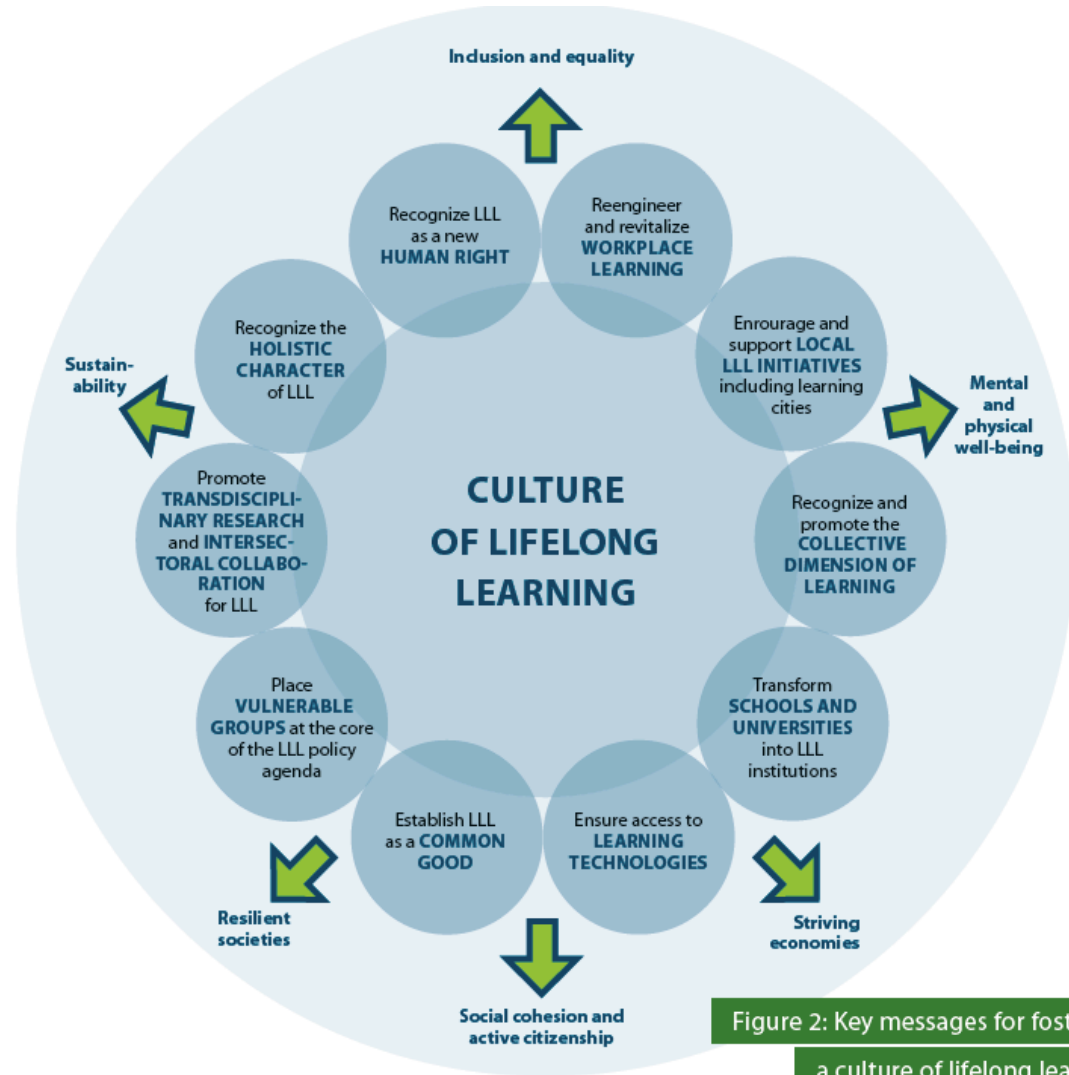 Inclusion and equality
Recognize LLL
as a new
HUMAN RIGHT
Reengineer
and revitalize
WORKPLACE
LEARNING
Enrourage and
support LOCAL
LLL INITIATIVES
including learning
cities
Mental
and
physical
well-being
Recognize and
promote the
COLLECTIVE
DIMENSION OF
LEARNING
Transform
SCHOOLS AND
UNIVERSITIES
into LLL
institutions
Striving
economies
Ensure access to
LEARNING
TECHNOLOGIES
Social cohesion and
active citizenship
Establish LLL
as a COMMON
GOOD
Resilient
societies
Place
VULNERABLE
GROUPS at the core
of the LLL policy
agenda
Promote
TRANSDISCIPLI-
NARY RESEARCH
and INTERSEC-
TORAL COLLABO-
RATION
for LLL
Sustain-
ability
Recognize the
HOLISTIC
CHARACTER
of LLL
CULTURE
OF LIFELONG
LEARNING
Figure 2: Key messages for fost
a culture of lifelong lea